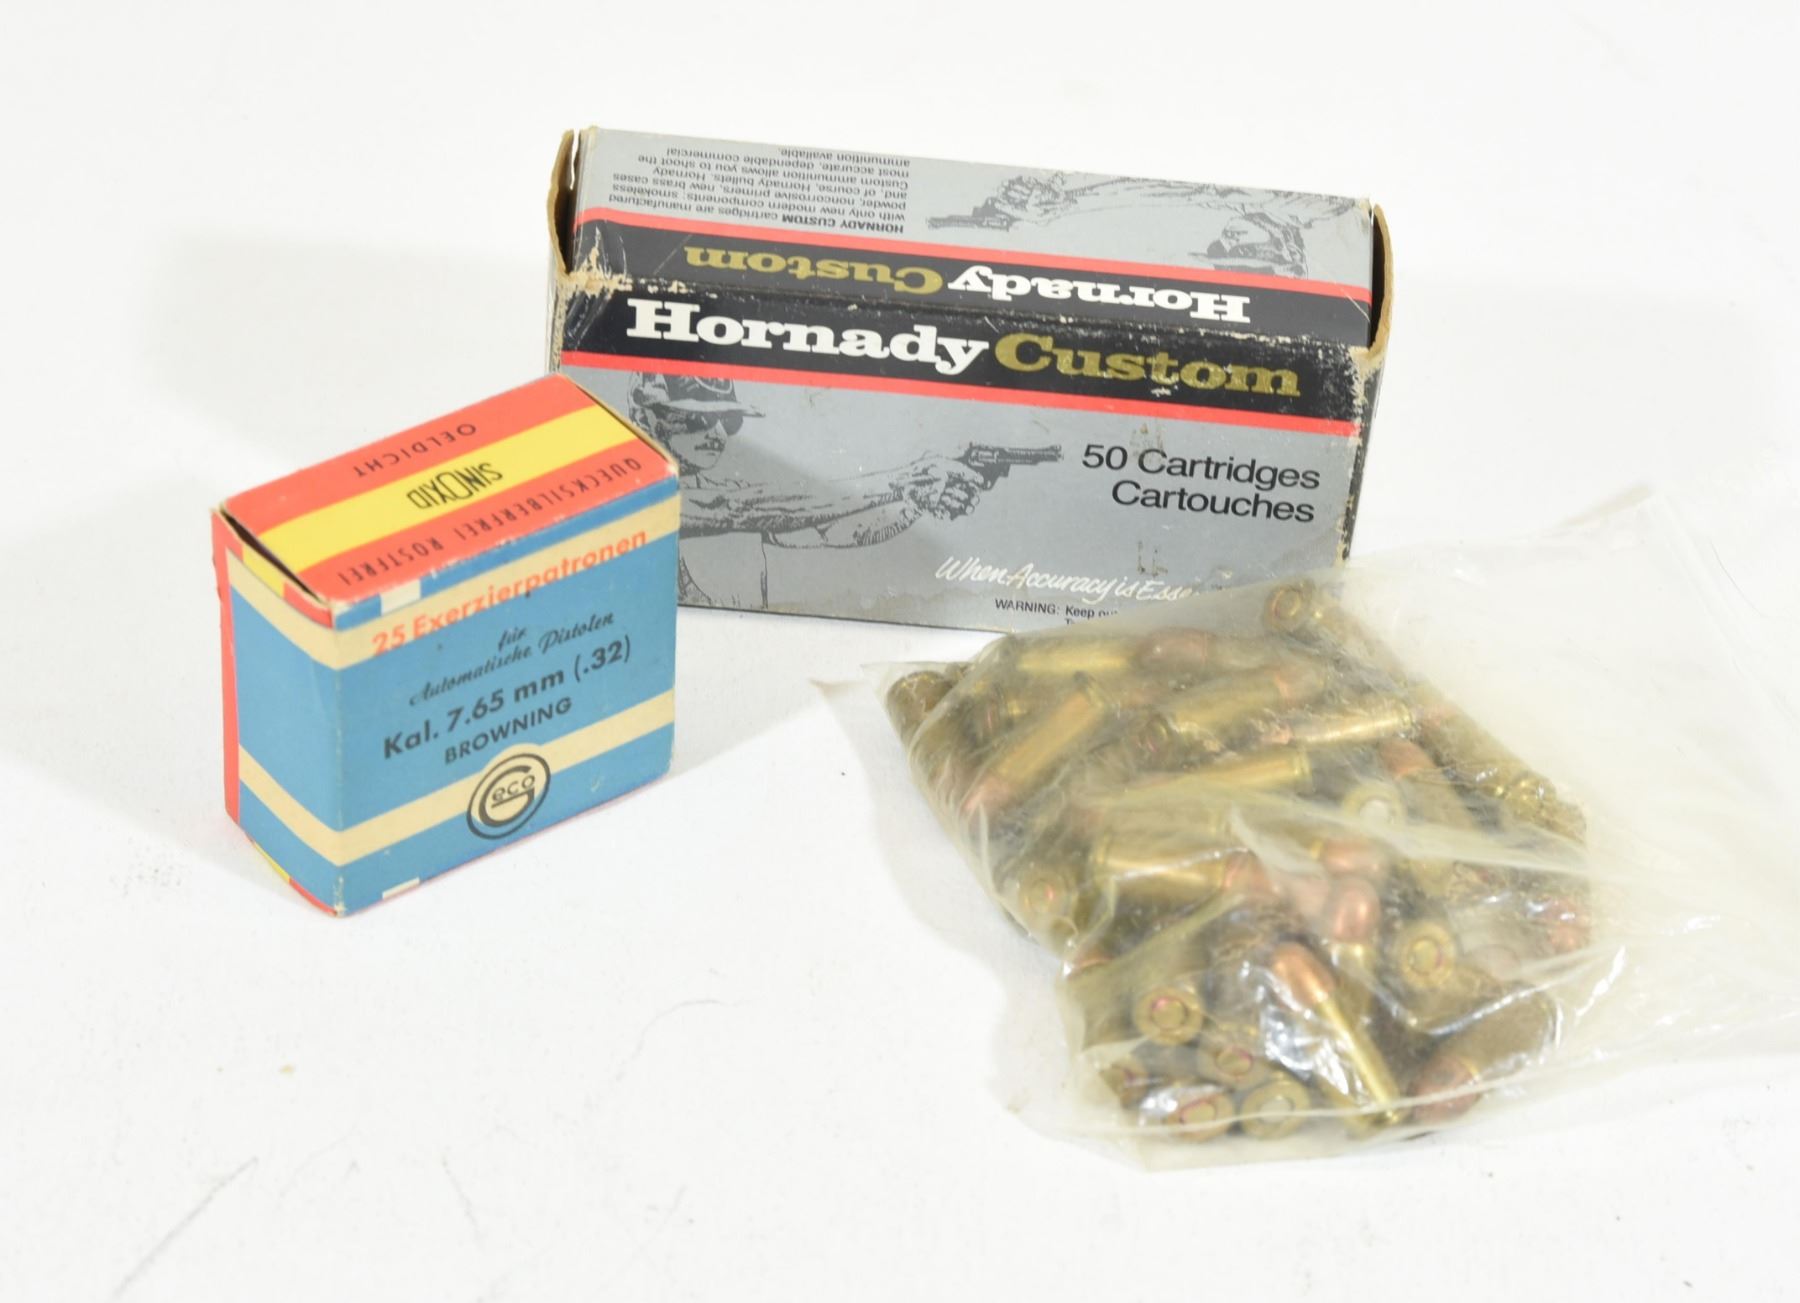 HORNADY CUSTOM cartridges are manufactured
with only new modern components: smokeless
powder, noncorrosive primers, new brass cases
and, of course, Hornady bullets. Hornady
Custom ammunition allows you to shoot the
most accurate, dependable commercial
ammunition available.
Hornady Custom
Hornady Custom
50 Cartridges
Cartouches
When Accuracy is
WARNING: Keep
OELDICHT
SINOXID
QUECKSILBERFREI ROSTFREI
25 Exerzierpatronen
für
Automatische Pistolen
Kal. 7.65 mm (.32)
BROWNING
Geco